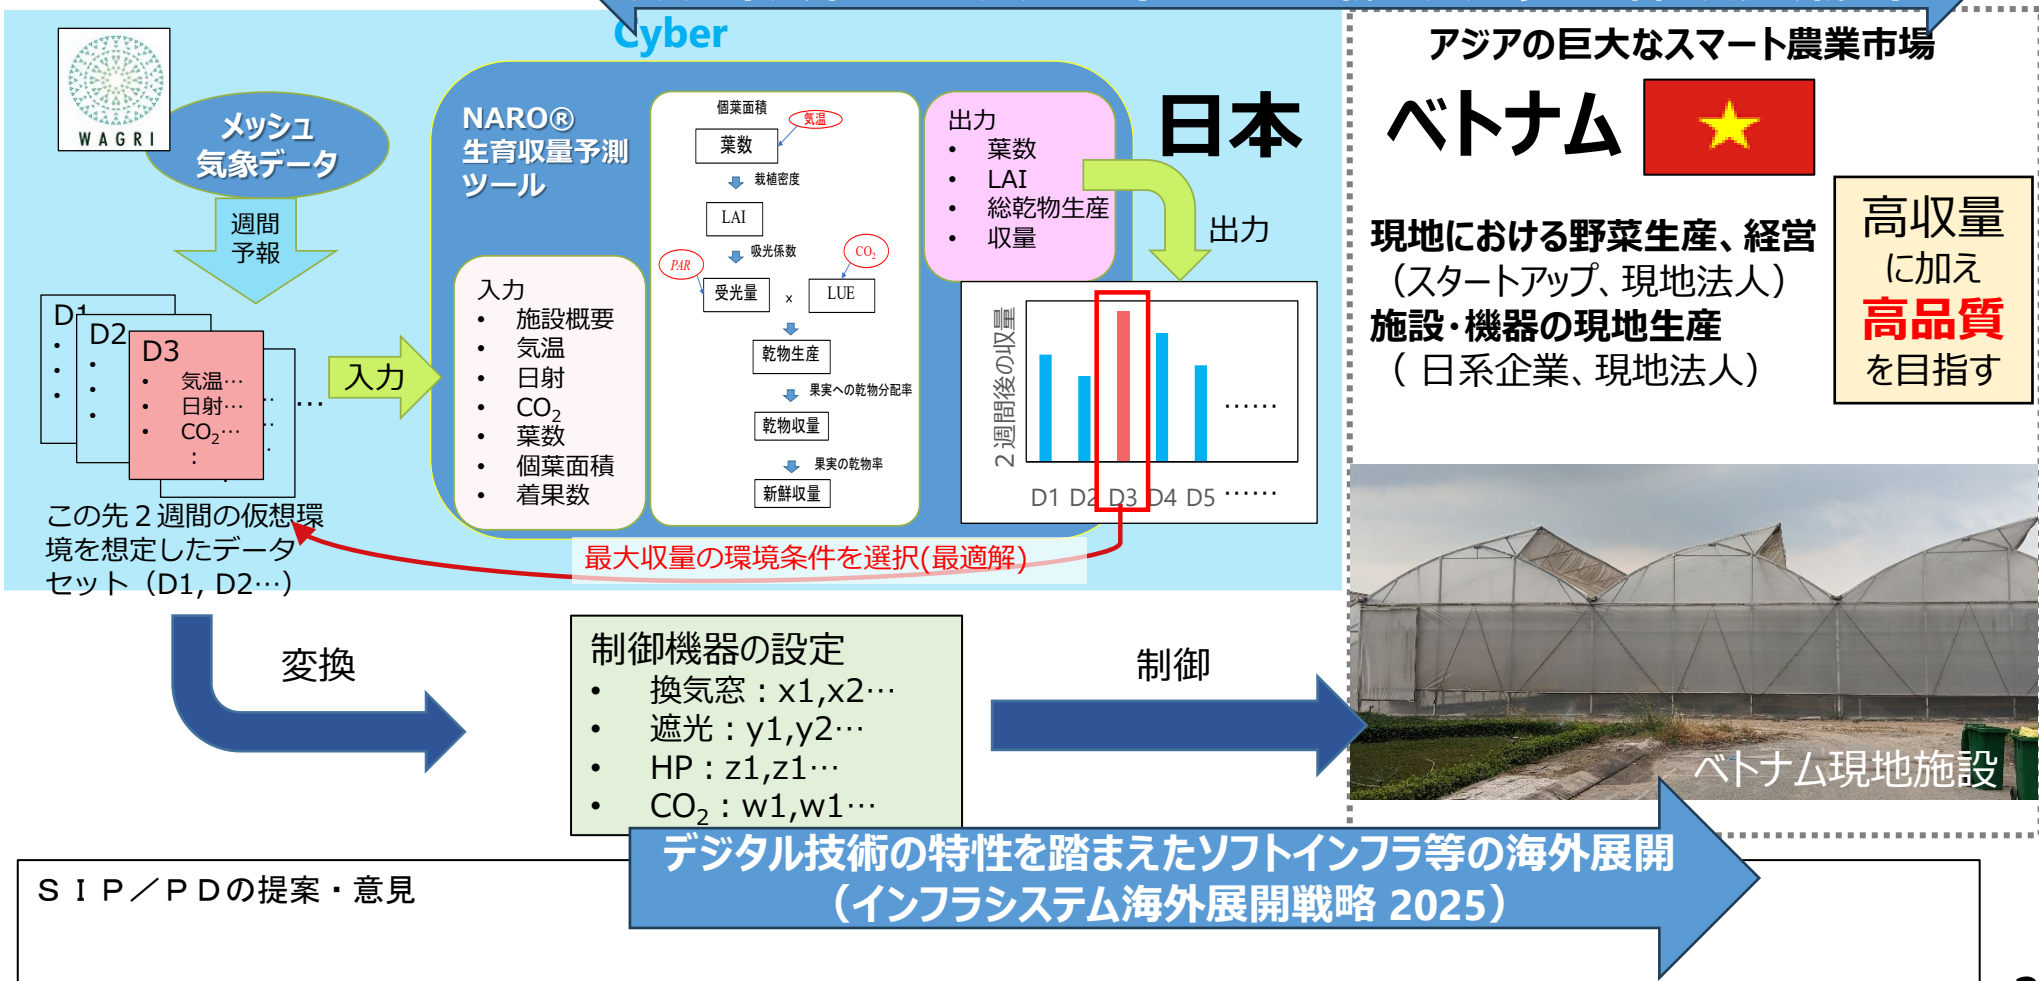 Cyber
WAGRI
メッシュ
気象データ
週間
予報
D1
D2
D3
• 気温…
• 日射…
• CO₂…
:
…
入力
この先２週間の仮想環
境を想定したデータ
セット（D1, D2…）
NARO®
生育収量予測
ツール
入力
• 施設概要
• 気温
• 日射
• CO₂
• 葉数
• 個葉面積
• 着果数
個葉面積
気温
葉数
栽植密度
LAI
吸光係数
PAR
CO₂
受光量 x LUE
乾物生産
果実への乾物分配率
乾物収量
果実の乾物率
新鮮収量
出力
• 葉数
• LAI
• 総乾物生産
• 収量
日本
出力
２週間後の収量
……
D1 D2 D3 D4 D5 ……
最大収量の環境条件を選択(最適解)
アジアの巨大なスマート農業市場
ベトナム
現地における野菜生産、経営
（スタートアップ、現地法人）
施設・機器の現地生産
（ 日系企業、現地法人）
高収量
に加え
高品質
を目指す
ベトナム現地施設
変換
制御機器の設定
• 換気窓：x1,x2…
• 遮光：y1,y2…
• HP：z1,z1…
• CO₂：w1,w1…
制御
デジタル技術の特性を踏まえたソフトインフラ等の海外展開
（インフラシステム海外展開戦略 2025）
ＳＩＰ／ＰＤの提案・意見